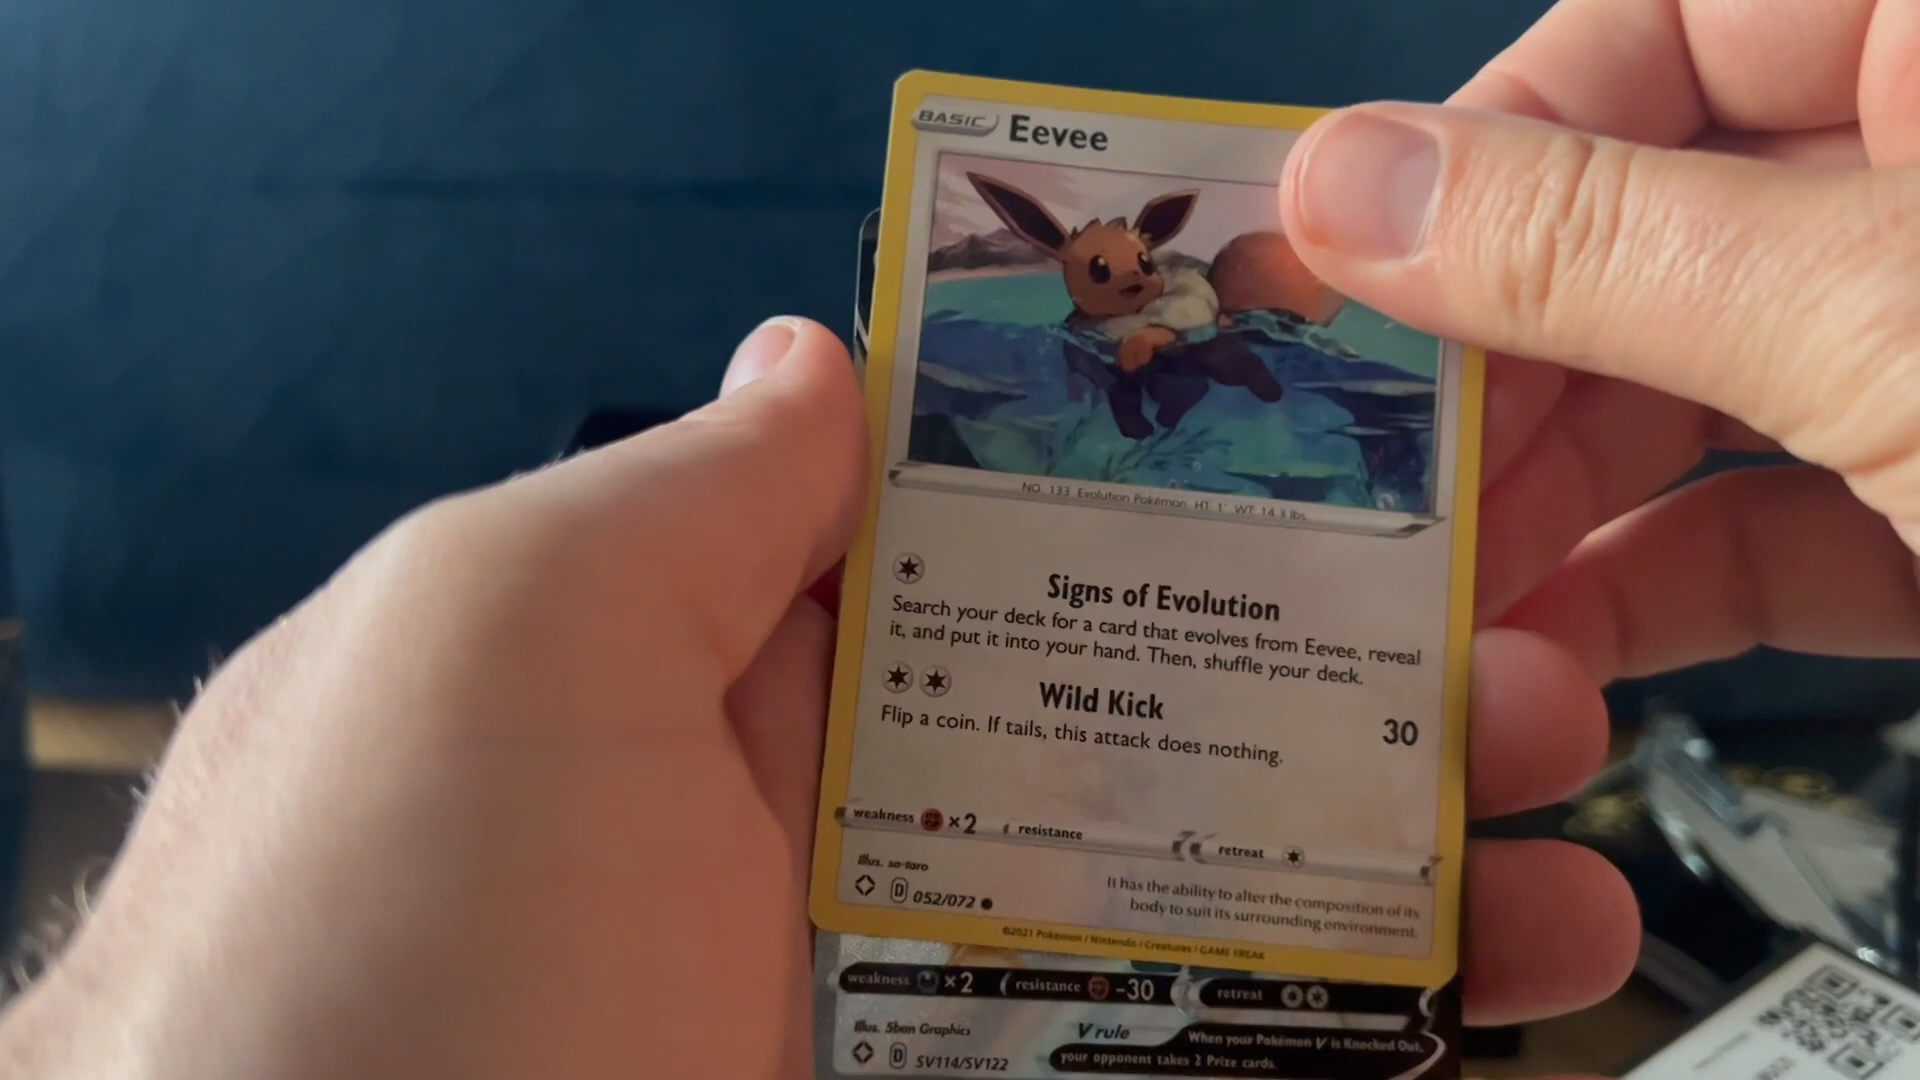 BASIC Eevee
NO. 133 Evolution Pokémon HT 1' WT 14.3 lbs
Signs of Evolution
Search your deck for a card that evolves from Eevee, reveal
it, and put it into your hand. Then, shuffle your deck.
Wild Kick 30
Flip a coin. If tails, this attack does nothing.
weakness ×2 resistance retreat
Illus. so-taro
D 052/072
It has the ability to alter the composition of its
body to suit its surrounding environment.
©2021 Pokémon / Nintendo / Creatures / GAME FREAK
weakness ×2 resistance -30 retreat
Illus. 5ban Graphics
D SV114/SV122
V rule When your Pokémon V is Knocked Out,
your opponent takes 2 Prize cards.